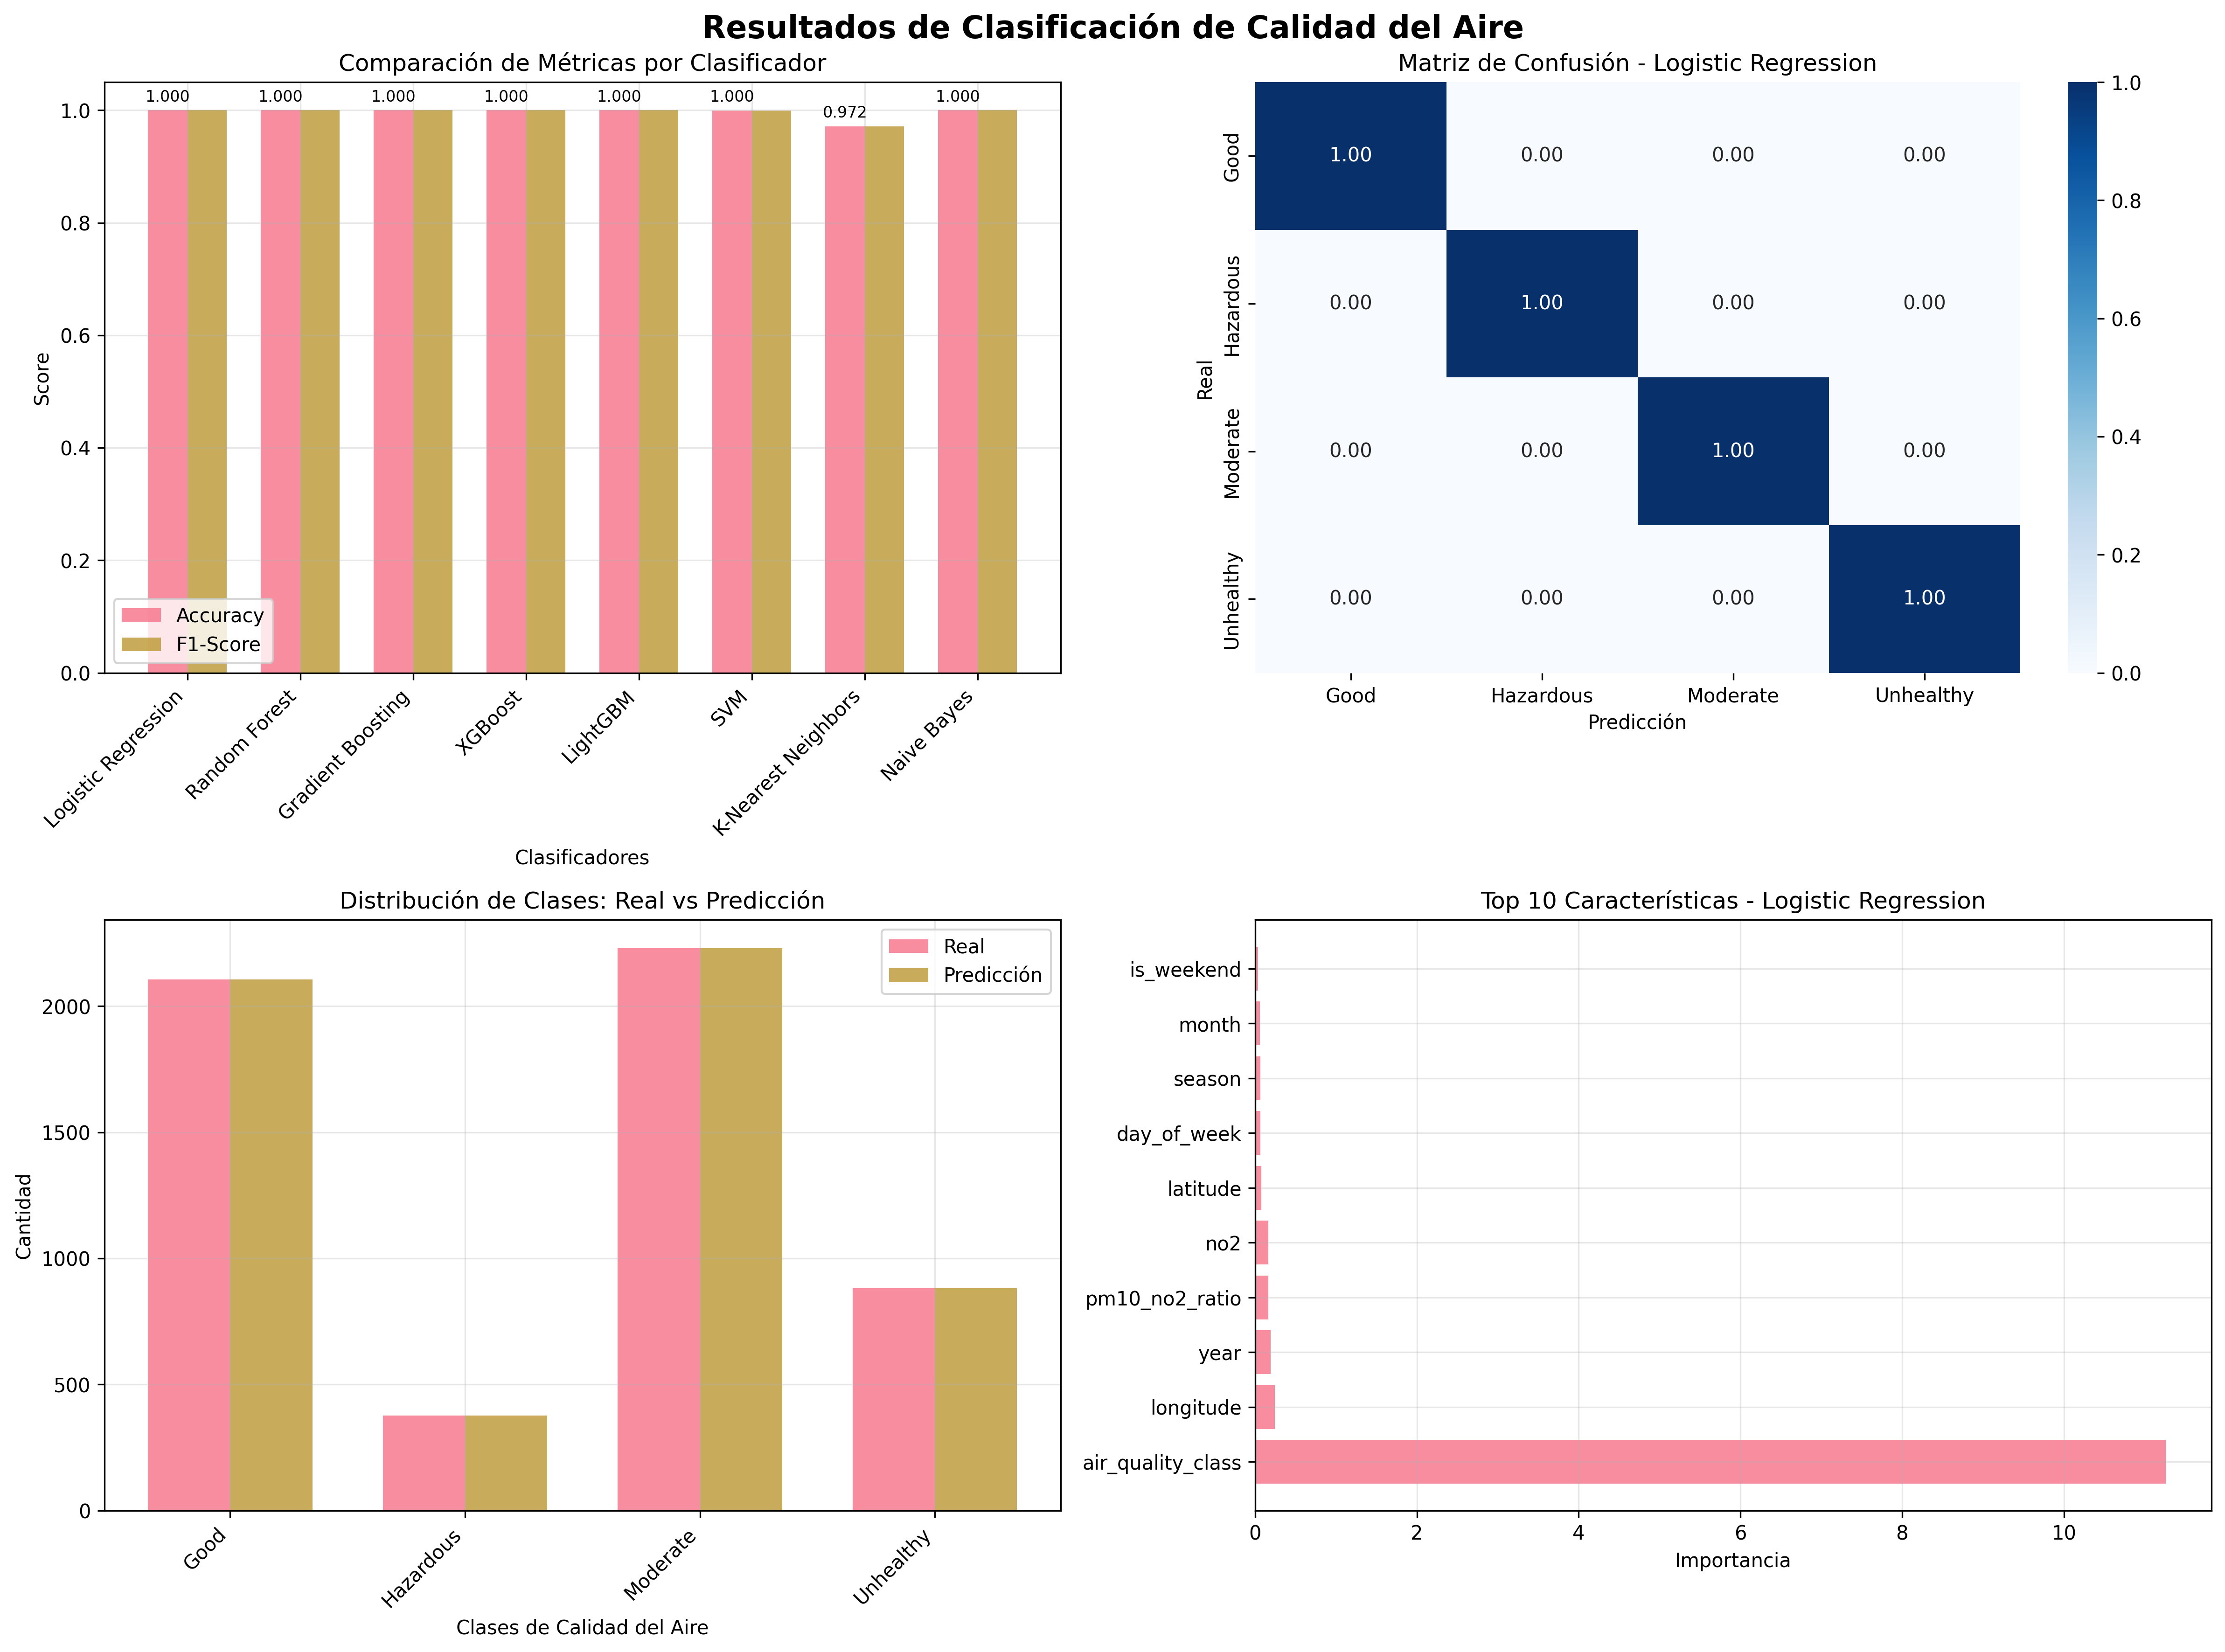 Resultados de Clasificación de Calidad del Aire
Comparación de Métricas por Clasificador
1.000
1.000
1.000
1.000
1.000
1.000
0.972
1.000
Score
1.0
0.8
0.6
0.4
0.2
0.0
Accuracy
F1-Score
Logistic Regression
Random Forest
Gradient Boosting
XGBoost
LightGBM
SVM
K-Nearest Neighbors
Naive Bayes
Clasificadores
Matriz de Confusión - Logistic Regression
Real
Good
1.00 0.00 0.00 0.00
Hazardous
0.00 1.00 0.00 0.00
Moderate
0.00 0.00 1.00 0.00
Unhealthy
0.00 0.00 0.00 1.00
Good
Hazardous
Moderate
Unhealthy
Predicción
1.0
0.8
0.6
0.4
0.2
0.0
Distribución de Clases: Real vs Predicción
Real
Predicción
Cantidad
2000
1500
1000
500
0
Good
Hazardous
Moderate
Unhealthy
Clases de Calidad del Aire
Top 10 Características - Logistic Regression
is_weekend
month
season
day_of_week
latitude
no2
pm10_no2_ratio
year
longitude
air_quality_class
0 2 4 6 8 10
Importancia